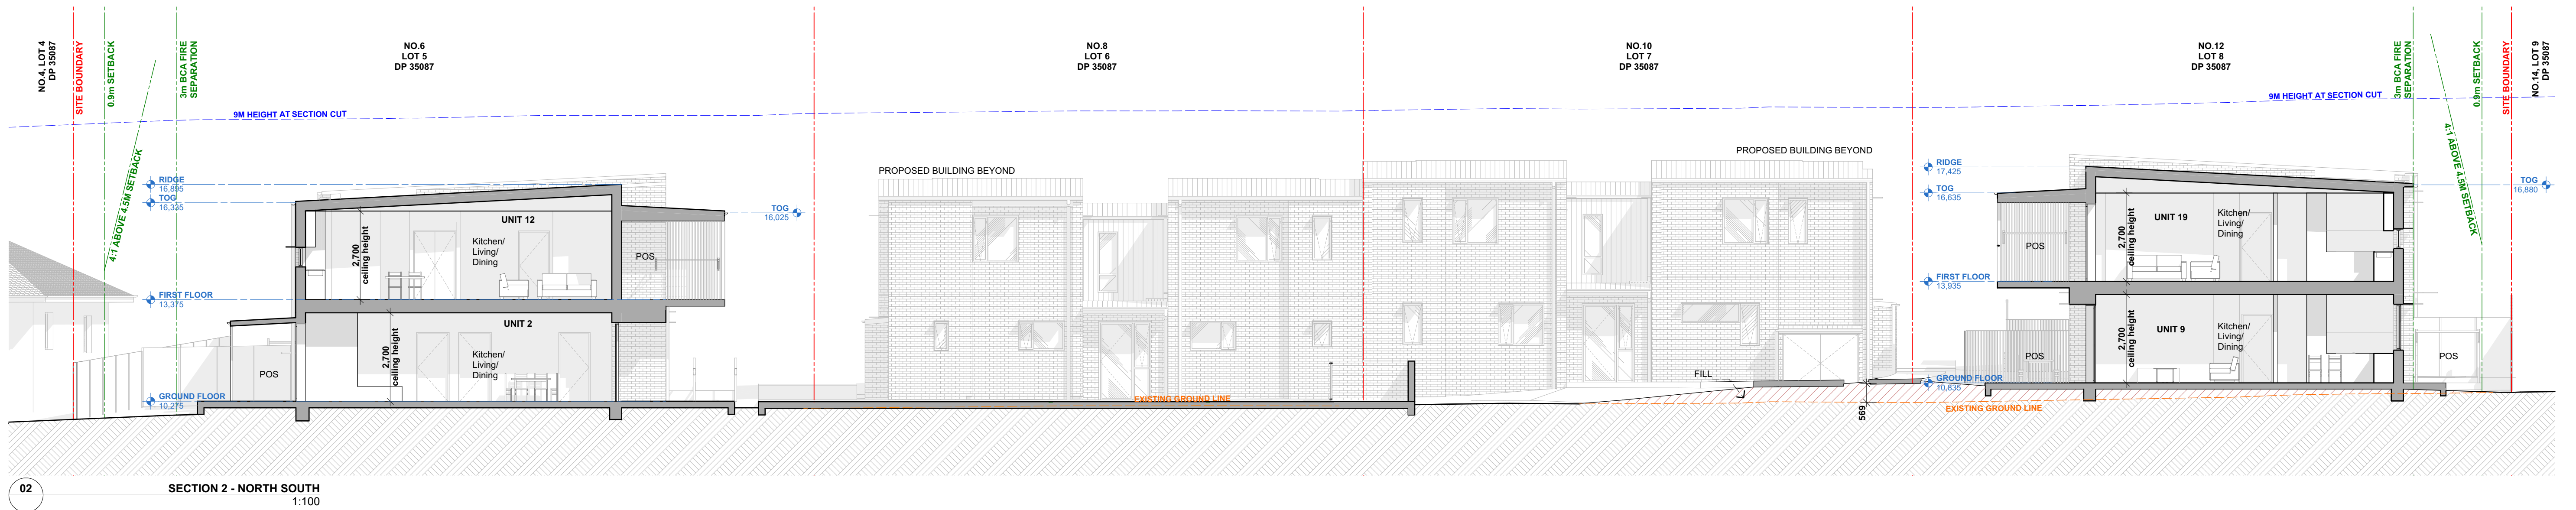 NO.4, LOT 4
DP 35087
SITE BOUNDARY
0.9m SETBACK
4:1 ABOVE 4.5M SETBACK
3m BCA FIRE
SEPARATION
NO.6
LOT 5
DP 35087
NO.8
LOT 6
DP 35087
NO.10
LOT 7
DP 35087
NO.12
LOT 8
DP 35087
3m BCA FIRE
SEPARATION
4:1 ABOVE 4.5M SETBACK
0.9m SETBACK
SITE BOUNDARY
NO.14, LOT 9
DP 35087
9M HEIGHT AT SECTION CUT
9M HEIGHT AT SECTION CUT
PROPOSED BUILDING BEYOND
PROPOSED BUILDING BEYOND
RIDGE
16,895
TOG
16,335
FIRST FLOOR
13,375
GROUND FLOOR
10,275
UNIT 12
Kitchen/
Living/
Dining
2,700
ceiling height
POS
UNIT 2
Kitchen/
Living/
Dining
2,700
ceiling height
POS
TOG
16,025
EXISTING GROUND LINE
FILL
569
RIDGE
17,425
TOG
16,635
FIRST FLOOR
13,935
GROUND FLOOR
10,835
EXISTING GROUND LINE
UNIT 19
Kitchen/
Living/
Dining
2,700
ceiling height
POS
UNIT 9
Kitchen/
Living/
Dining
2,700
ceiling height
POS
POS
TOG
16,880
02
SECTION 2 - NORTH SOUTH
1:100